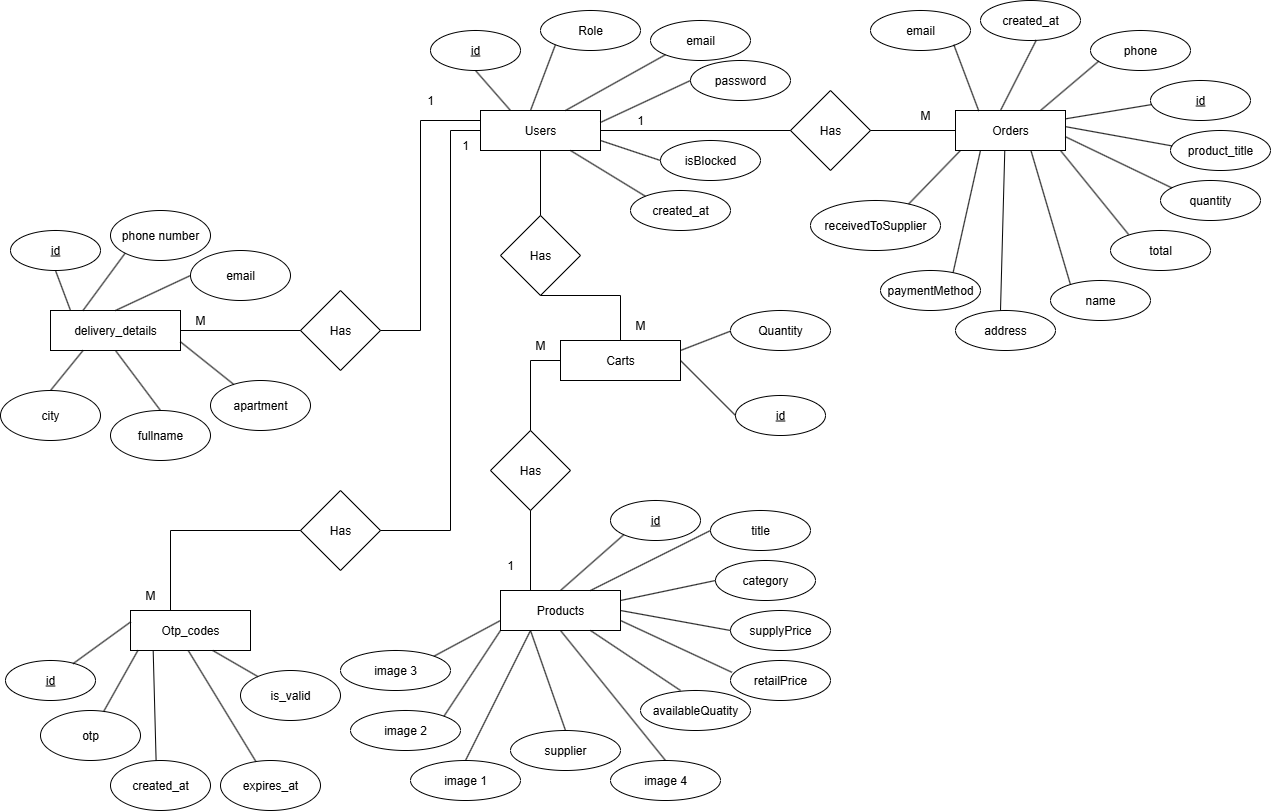 created_at
Role
email
phone
email
id
password
id
1
Users
1
Has
M
Orders
1
isBlocked
product_title
quantity
created_at
receivedToSupplier
phone number
id
total
Has
email
paymentMethod
name
M
delivery_details
Has
M
Quantity
address
M
Carts
city
apartment
id
fullname
Has
id
title
Has
1
category
M
Products
supplyPrice
Otp_codes
image 3
retailPrice
id
is_valid
availableQuatity
otp
image 2
supplier
created_at
expires_at
image 1
image 4